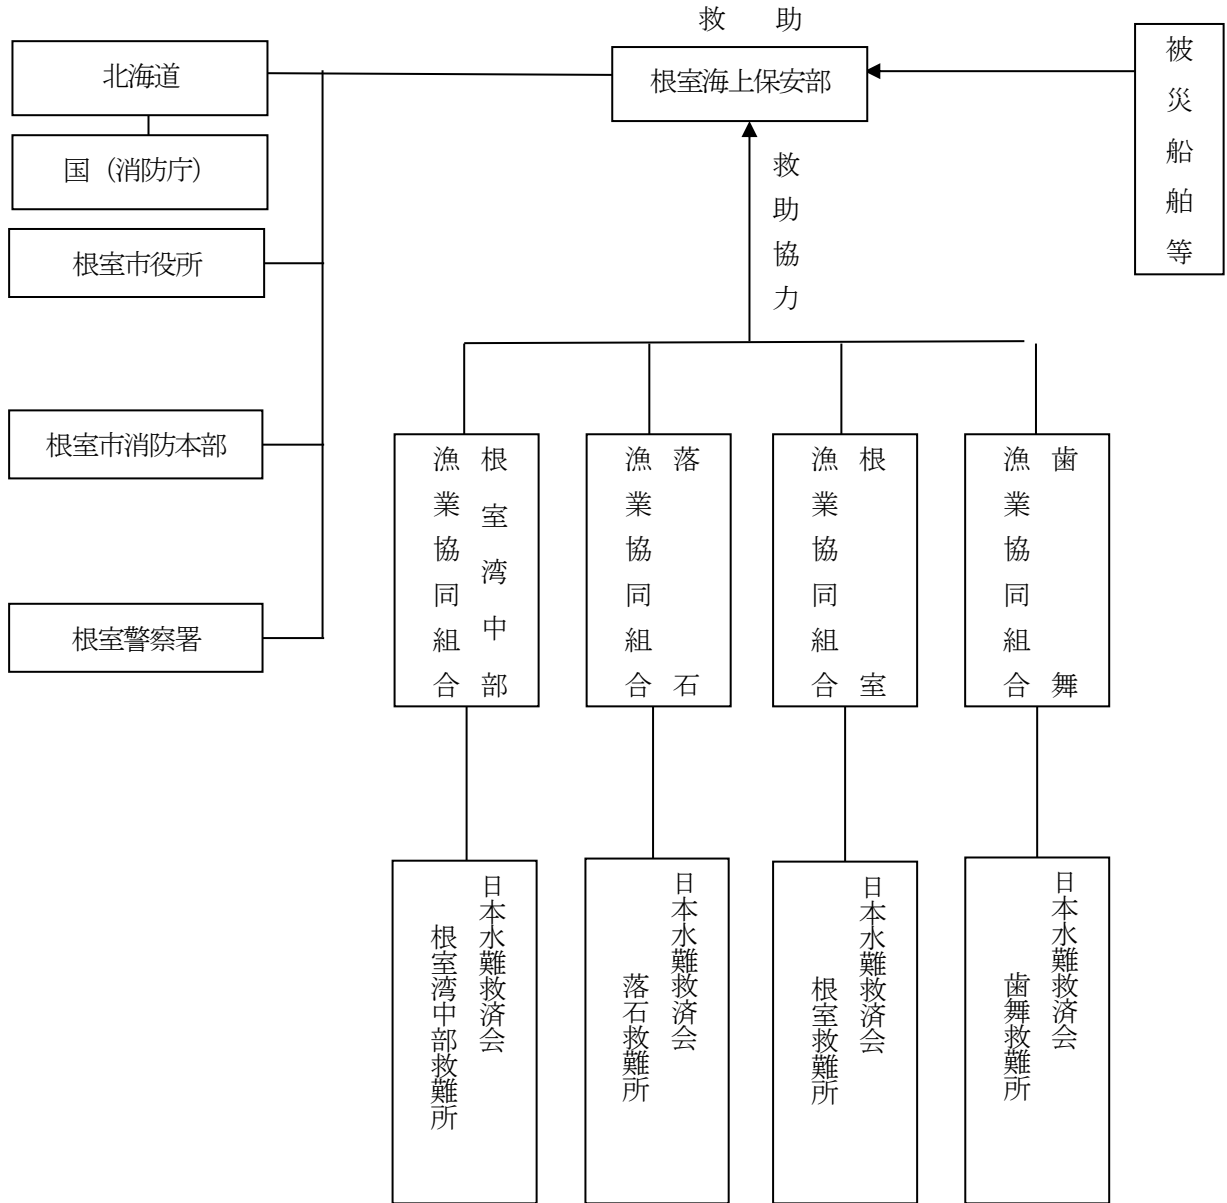 救助
北海道
根室海上保安部
被災船舶等
国（消防庁）
救助協力
根室市役所
根室市消防本部
根室警察署
根室湾中部
漁業協同組合
落石
漁業協同組合
根室
漁業協同組合
歯舞
漁業協同組合
日本水難救済会
根室湾中部救難所
日本水難救済会
落石救難所
日本水難救済会
根室救難所
日本水難救済会
歯舞救難所